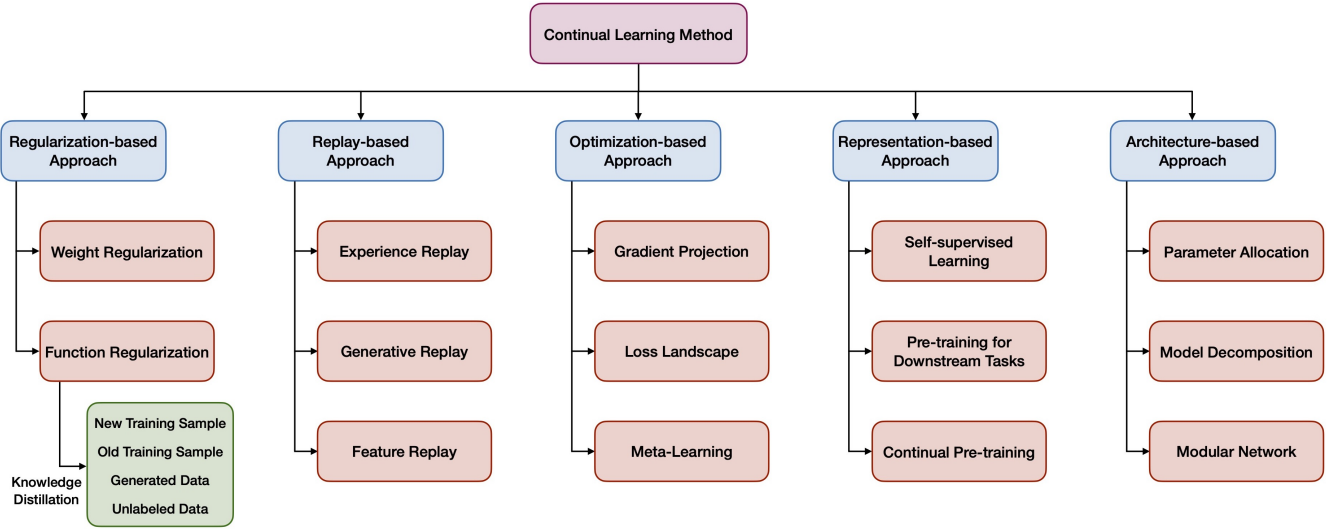 Continual Learning Method
Regularization-based
Approach
Replay-based
Approach
Optimization-based
Approach
Representation-based
Approach
Architecture-based
Approach
Weight Regularization
Function Regularization
Knowledge
Distillation
New Training Sample
Old Training Sample
Generated Data
Unlabeled Data
Experience Replay
Generative Replay
Feature Replay
Gradient Projection
Loss Landscape
Meta-Learning
Self-supervised
Learning
Pre-training for
Downstream Tasks
Continual Pre-training
Parameter Allocation
Model Decomposition
Modular Network